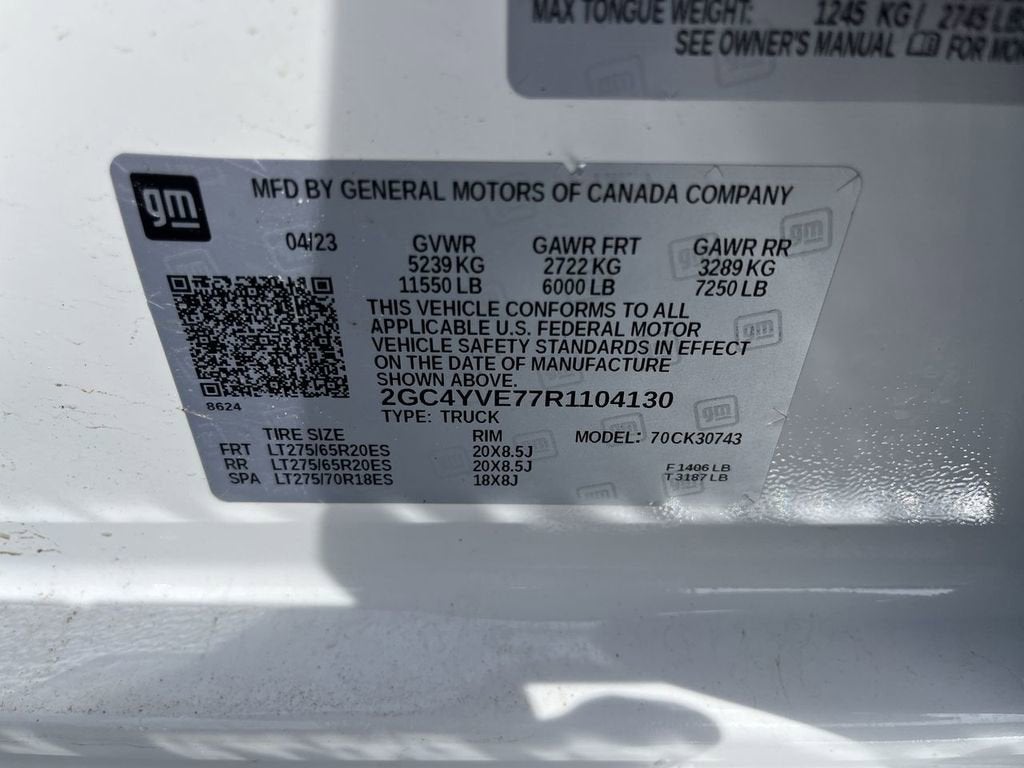 MAX TONGUE WEIGHT: 1245 KG / 2745 LBS
SEE OWNER'S MANUAL FOR MOR
gm
MFD BY GENERAL MOTORS OF CANADA COMPANY
04/23 GVWR GAWR FRT GAWR RR
5239 KG 2722 KG 3289 KG
11550 LB 6000 LB 7250 LB
THIS VEHICLE CONFORMS TO ALL
APPLICABLE U.S. FEDERAL MOTOR
VEHICLE SAFETY STANDARDS IN EFFECT
ON THE DATE OF MANUFACTURE
SHOWN ABOVE.
2GC4YVE77R1104130
8624
TYPE: TRUCK
TIRE SIZE RIM MODEL: 70CK30743
FRT LT275/65R20ES 20X8.5J
RR LT275/65R20ES 20X8.5J F 1406 LB
SPA LT275/70R18ES 18X8J T 3187 LB